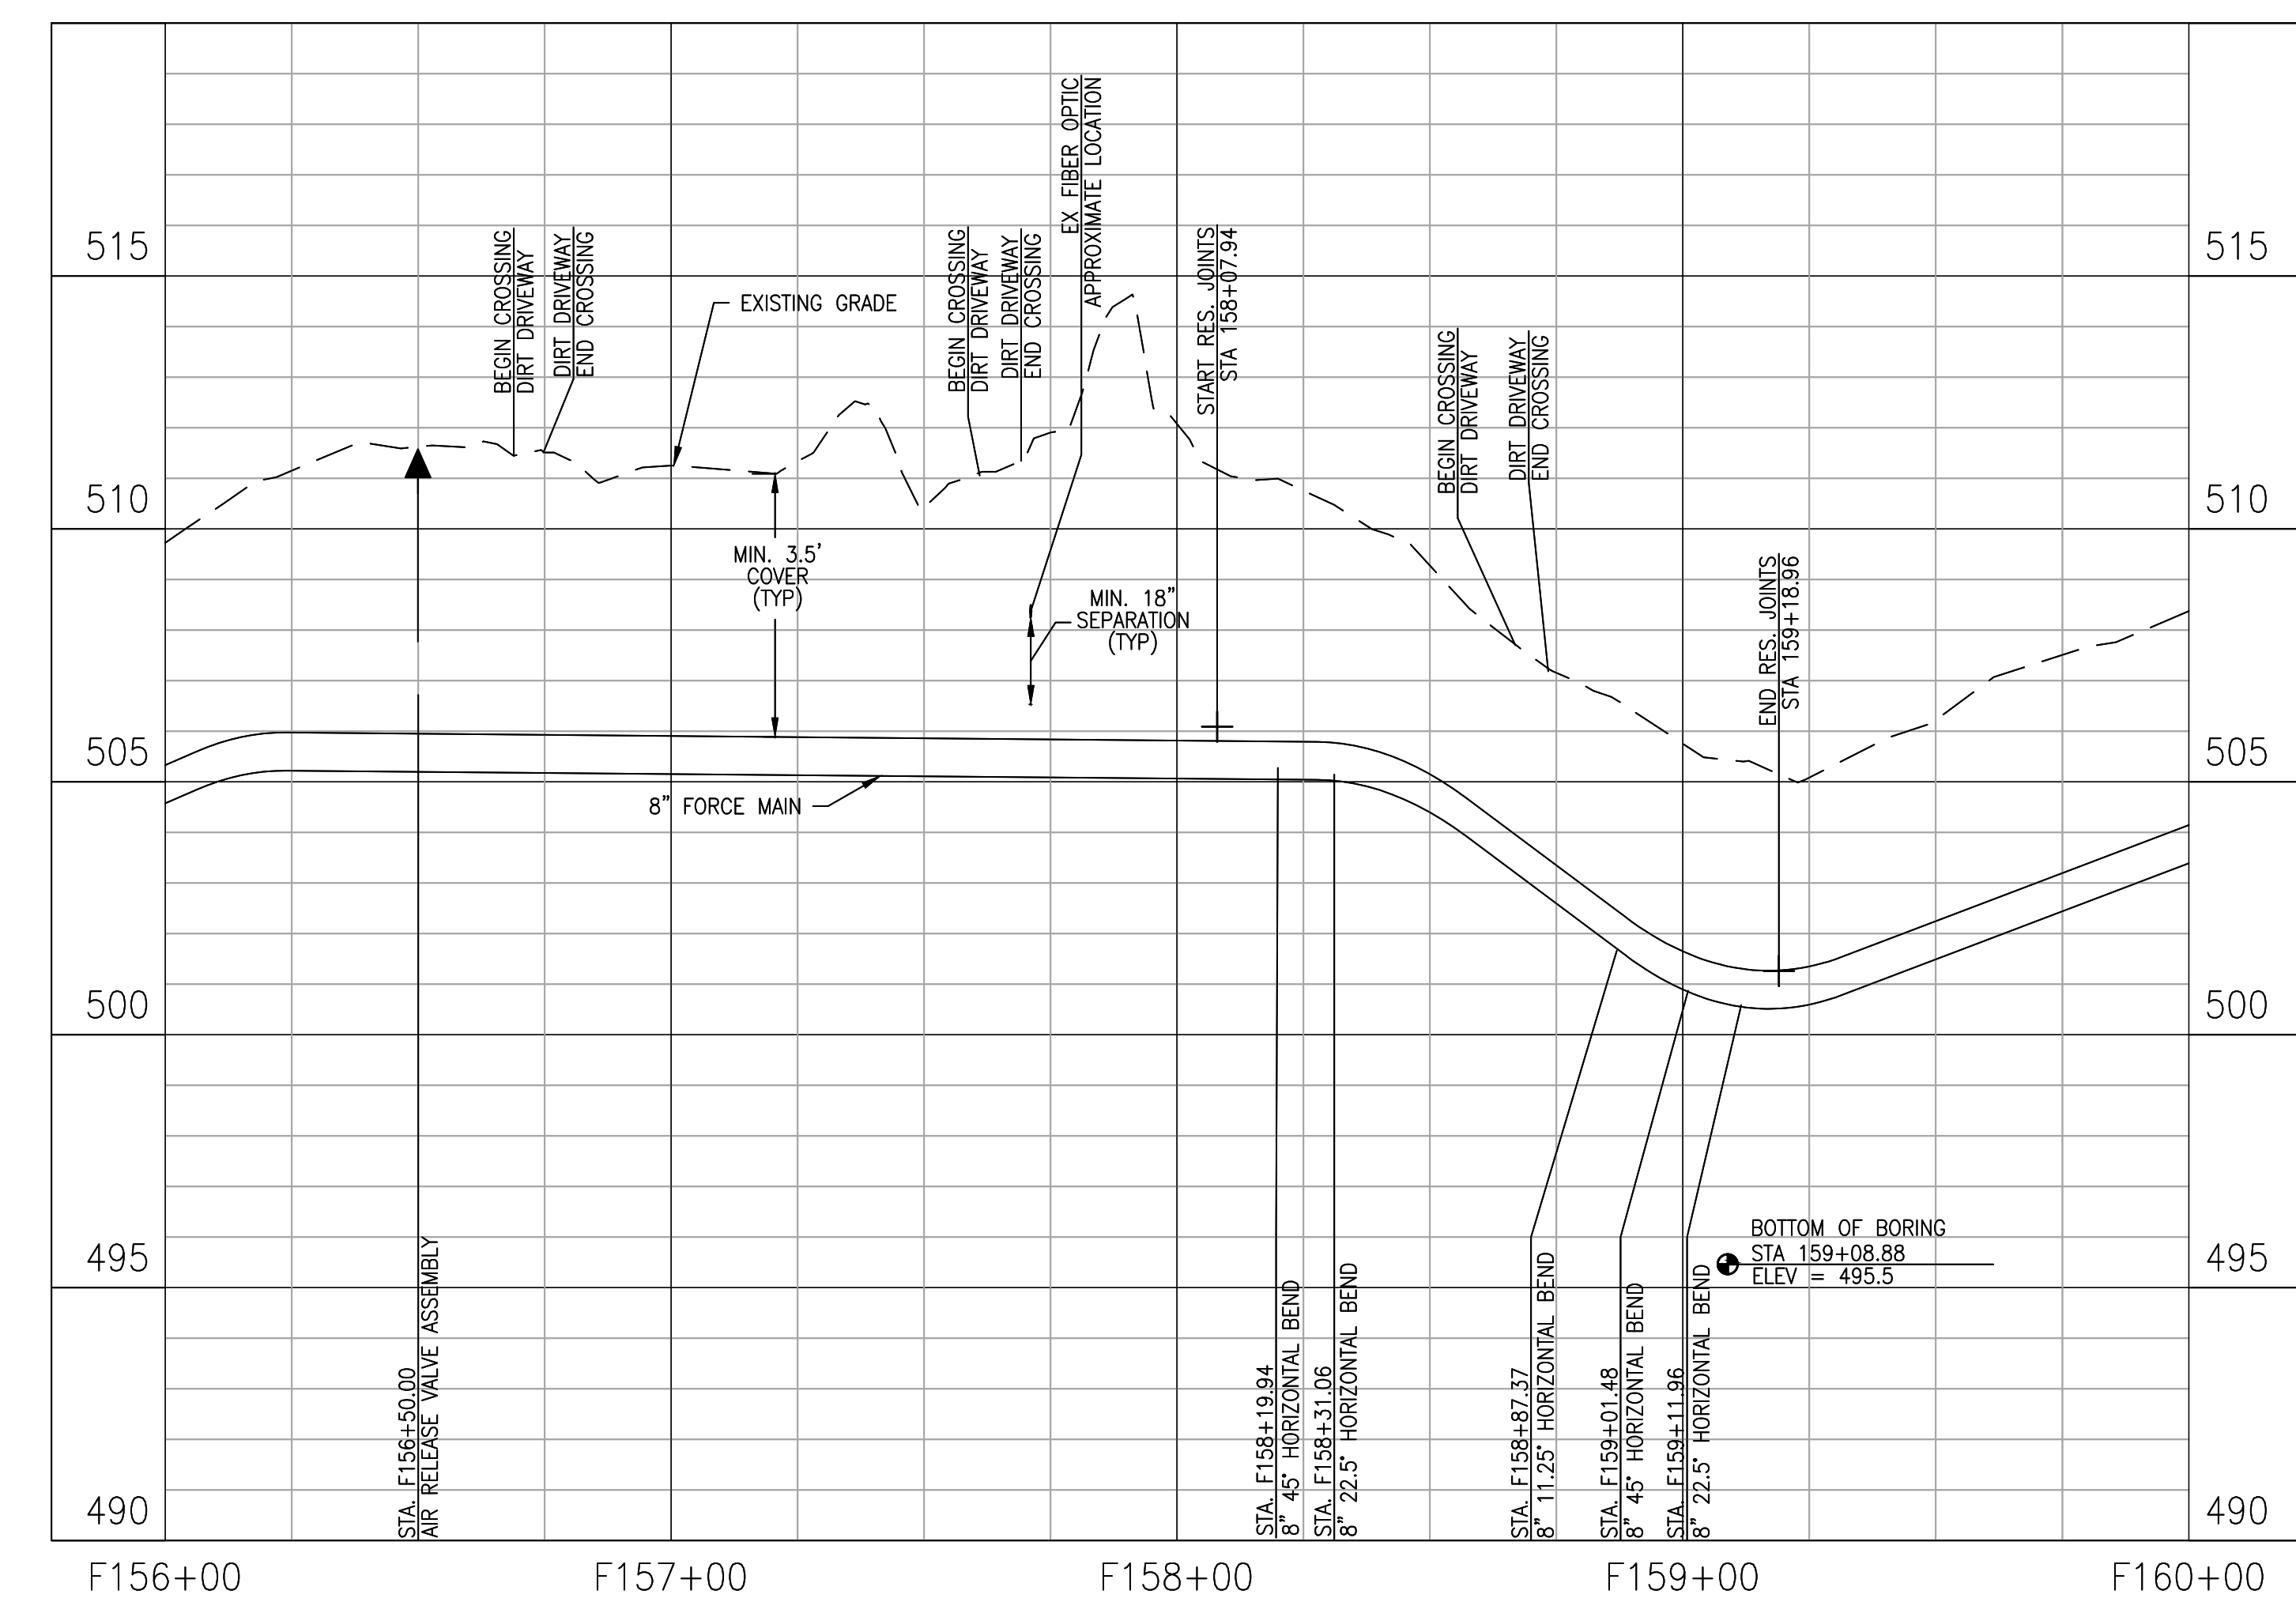 EX FIBER OPTIC
APPROXIMATE LOCATION
515
515
BEGIN CROSSING
DIRT DRIVEWAY
DIRT DRIVEWAY
END CROSSING
EXISTING GRADE
BEGIN CROSSING
DIRT DRIVEWAY
DIRT DRIVEWAY
END CROSSING
START RES. JOINTS
STA 158+07.94
BEGIN CROSSING
DIRT DRIVEWAY
DIRT DRIVEWAY
END CROSSING
510
510
MIN. 3.5'
COVER
(TYP)
MIN. 18"
SEPARATION
(TYP)
END RES. JOINTS
STA 159+18.96
505
505
8" FORCE MAIN
500
500
495
495
BOTTOM OF BORING
STA 159+08.88
ELEV = 495.5
STA. F156+50.00
AIR RELEASE VALVE ASSEMBLY
STA. F158+19.94
8" 45° HORIZONTAL BEND
STA. F158+31.06
8" 22.5° HORIZONTAL BEND
STA. F158+87.37
8" 11.25° HORIZONTAL BEND
STA. F159+01.48
8" 45° HORIZONTAL BEND
STA. F159+11.96
8" 22.5° HORIZONTAL BEND
490
490
F156+00
F157+00
F158+00
F159+00
F160+00